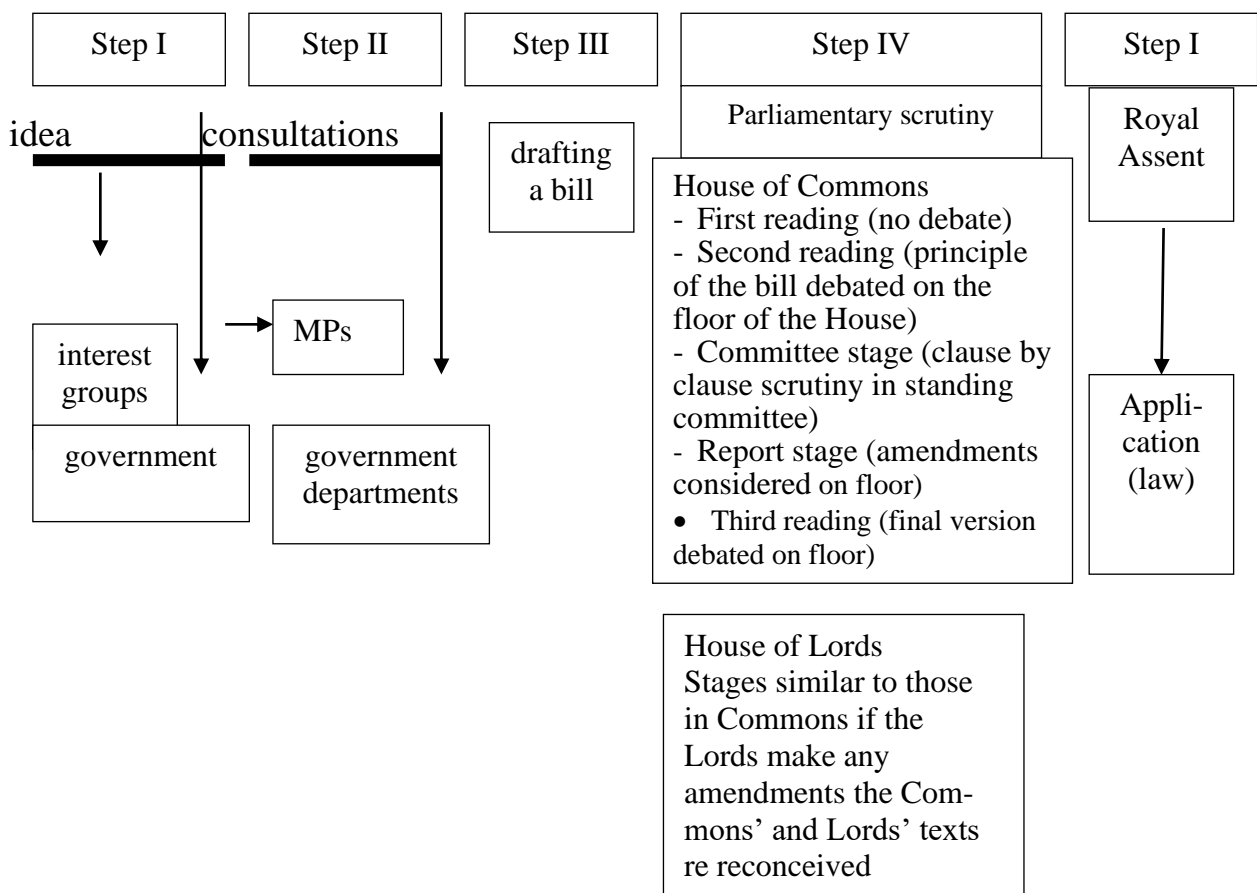 Step I
Step II
Step III
Step IV
Step I
idea
consultations
drafting
a bill
Parliamentary scrutiny
Royal
Assent
House of Commons
- First reading (no debate)
- Second reading (principle
of the bill debated on the
floor of the House)
- Committee stage (clause by
clause scrutiny in standing
committee)
- Report stage (amendments
considered on floor)
• Third reading (final version
debated on floor)
MPs
interest
groups
government
government
departments
Appli-
cation
(law)
House of Lords
Stages similar to those
in Commons if the
Lords make any
amendments the Com-
mons’ and Lords’ texts
re reconceived